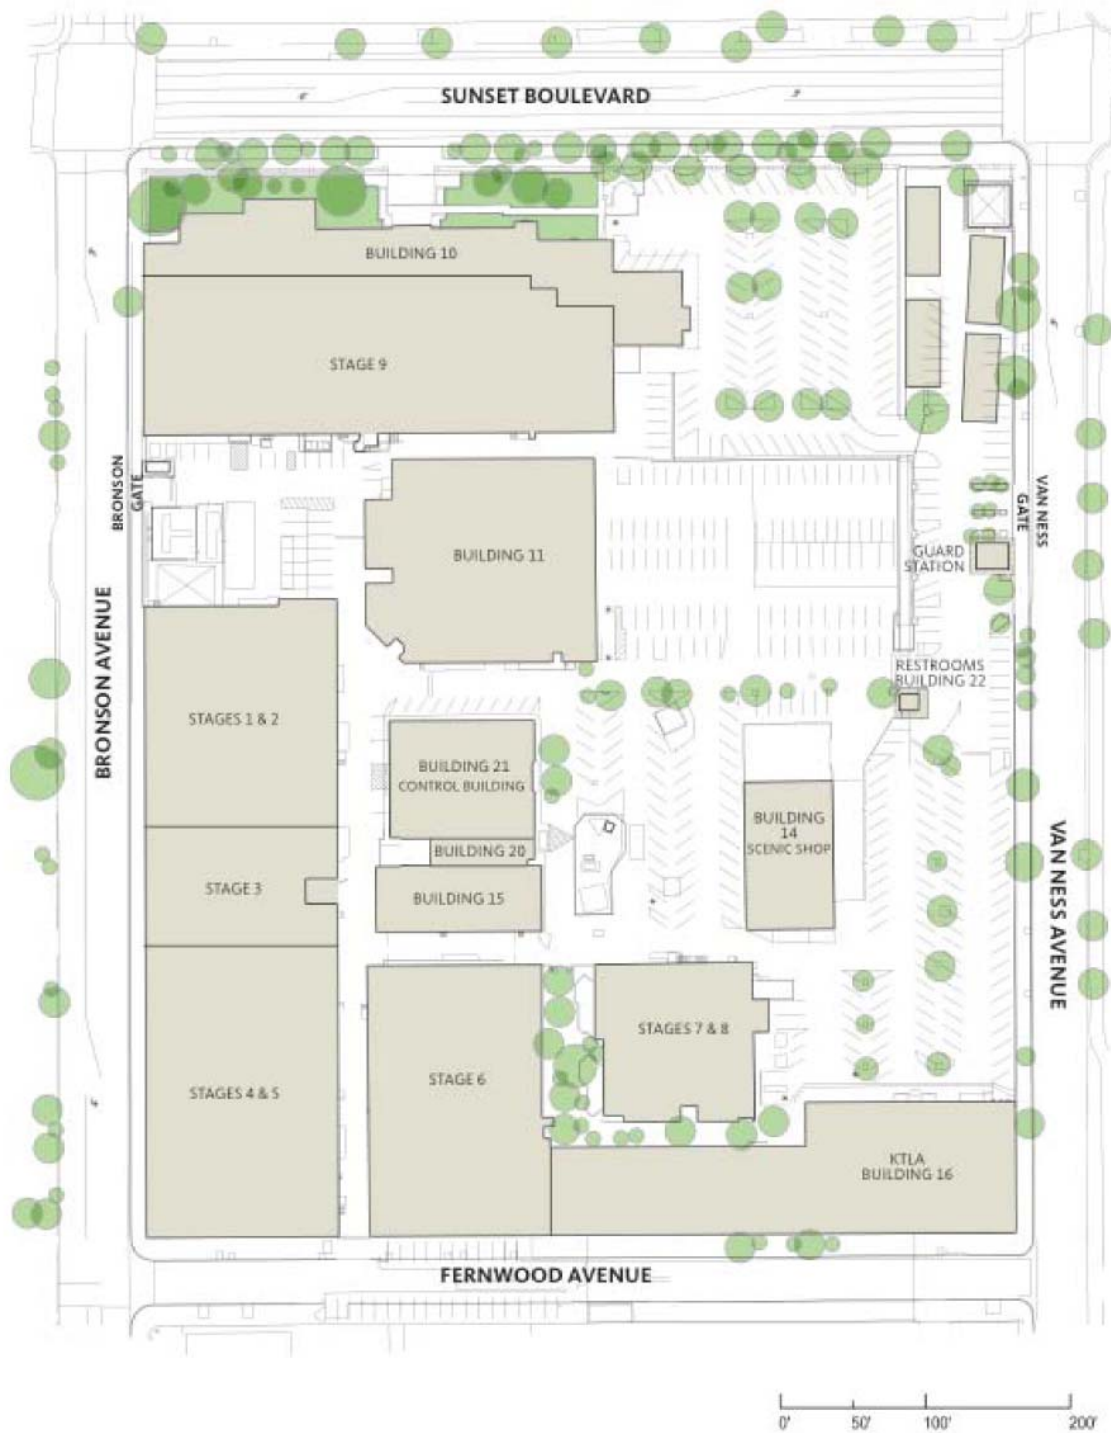 SUNSET BOULEVARD
BUILDING 10
STAGE 9
BRONSON
GATE
VAN NESS
GATE
BUILDING 11
GUARD
STATION
BRONSON AVENUE
RESTROOMS
BUILDING 22
STAGES 1 & 2
BUILDING 21
CONTROL BUILDING
BUILDING
14
SCENIC SHOP
BUILDING 20
STAGE 3
BUILDING 15
VAN NESS AVENUE
STAGES 7 & 8
STAGE 6
STAGES 4 & 5
KTLA
BUILDING 16
FERNWOOD AVENUE
0' 50' 100' 200'